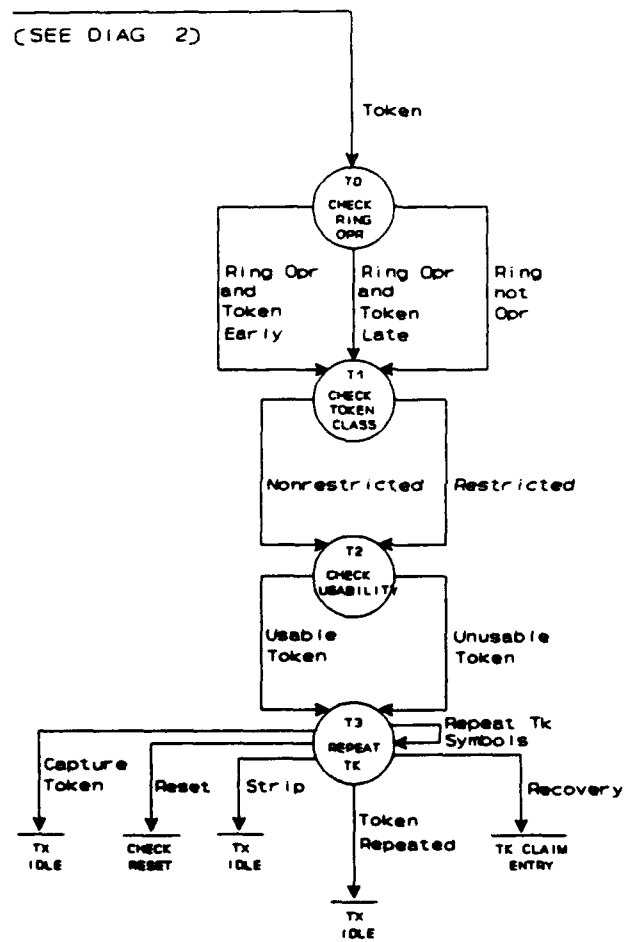 (SEE DIAG 2)
Token
T0
CHECK
RING
OPR
Ring Opr
and
Token
Early
Ring Opr
and
Token
Late
Ring
not
Opr
T1
CHECK
TOKEN
CLASS
Nonrestricted
Restricted
T2
CHECK
USABILITY
Usable
Token
Unusable
Token
T3
REPEAT
TK
Repeat Tk
Symbols
Capture
Token
Reset
Strip
Token
Repeated
Recovery
TX
IDLE
CHECK
RESET
TX
IDLE
TX
IDLE
TK CLAIM
ENTRY